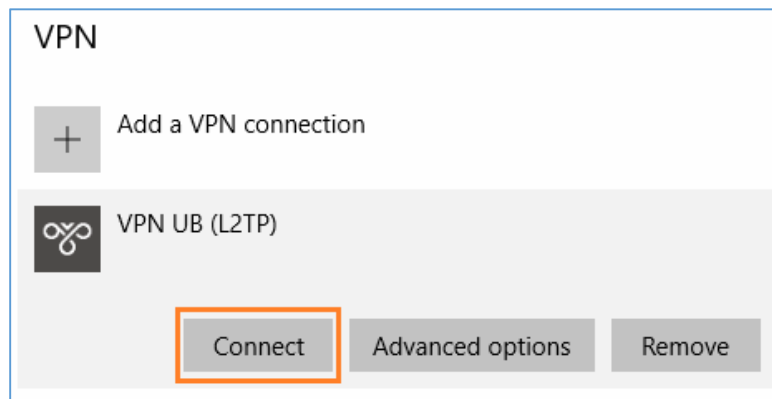 VPN
Add a VPN connection
VPN UB (L2TP)
Connect Advanced options Remove